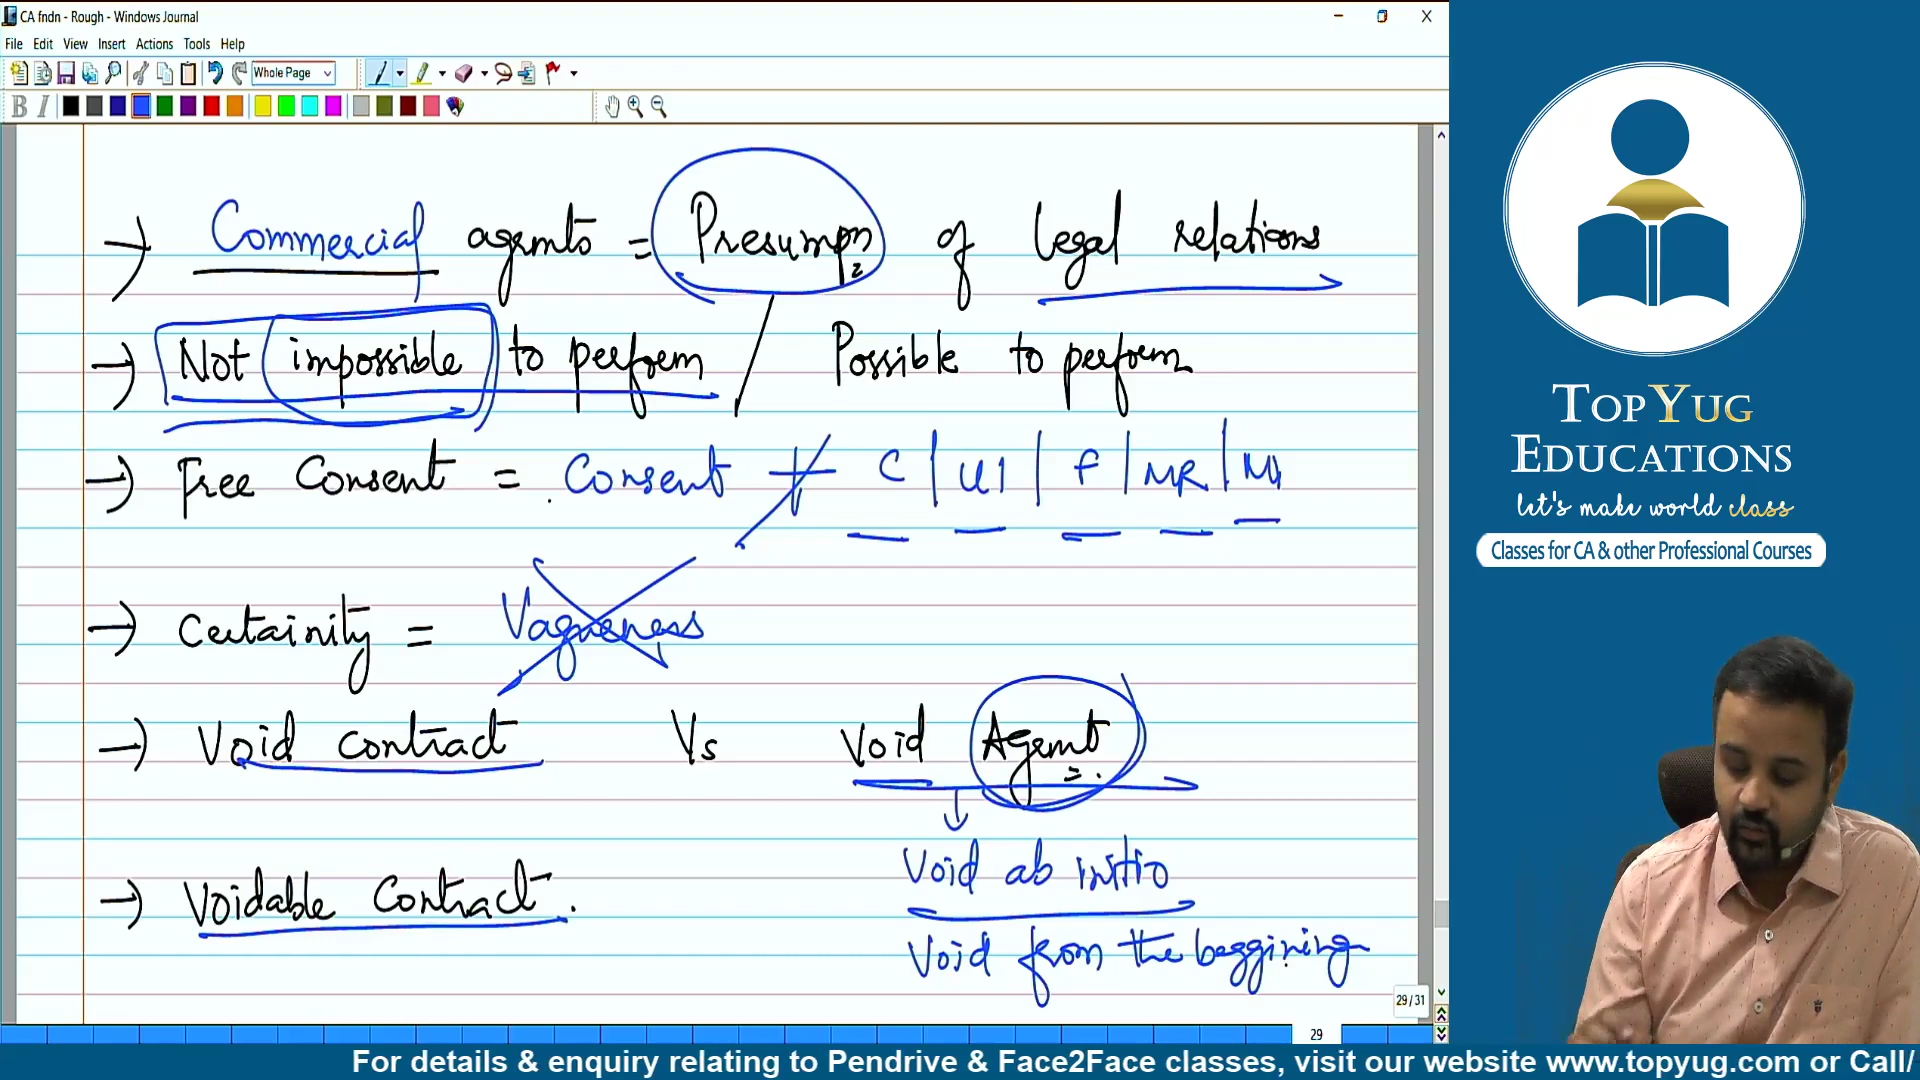 CA fndn - Rough - Windows Journal
File Edit View Insert Actions Tools Help
Whole Page
B I
→ Commercial agemts = Presumpn of legal relations
→ Not impossible to perform / Possible to perform
→ Free Consent = Consent + C | UI | F | MR | M
→ Certainity = Vagueness
→ Void contract Vs Void Agemt
Void ab initio
→ Voidable Contract.
Void from the beggining
29/31
29
TOPYUG
EDUCATIONS
let's make world class
Classes for CA & other Professional Courses
For details & enquiry relating to Pendrive & Face2Face classes, visit our website www.topyug.com or Call/